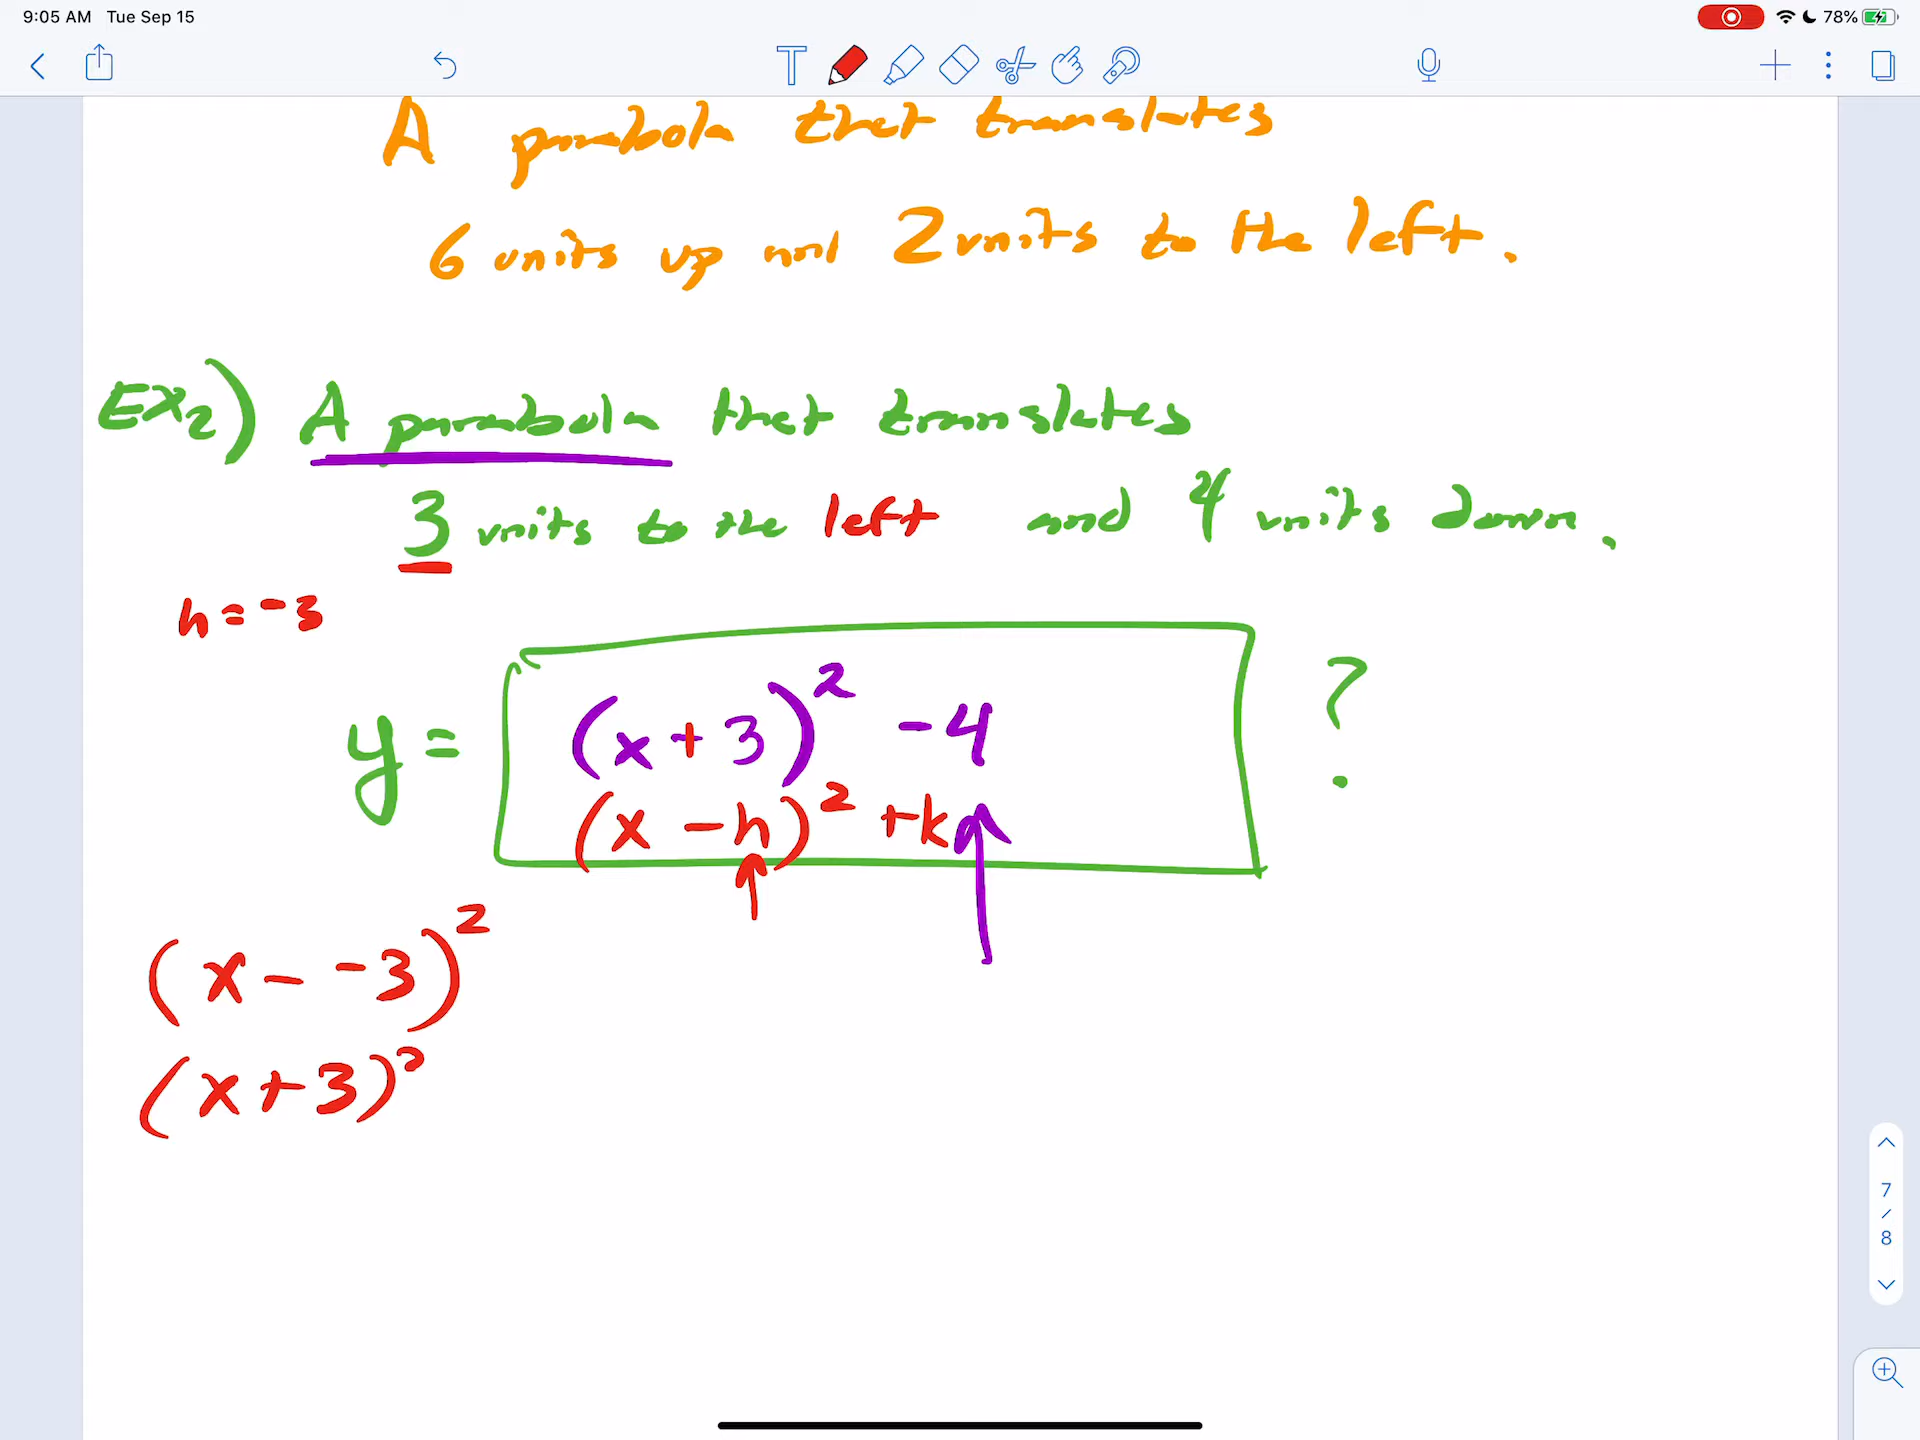 9:05 AM Tue Sep 15 78%
T
A parabola that translates
6 units up and 2 units to the left.
EX2) A parabola that translates
3 units to the left and 4 units down.
h = -3
y = (x + 3)² - 4 ?
(x - h)² + k
(x - -3)²
(x + 3)²
7
/
8